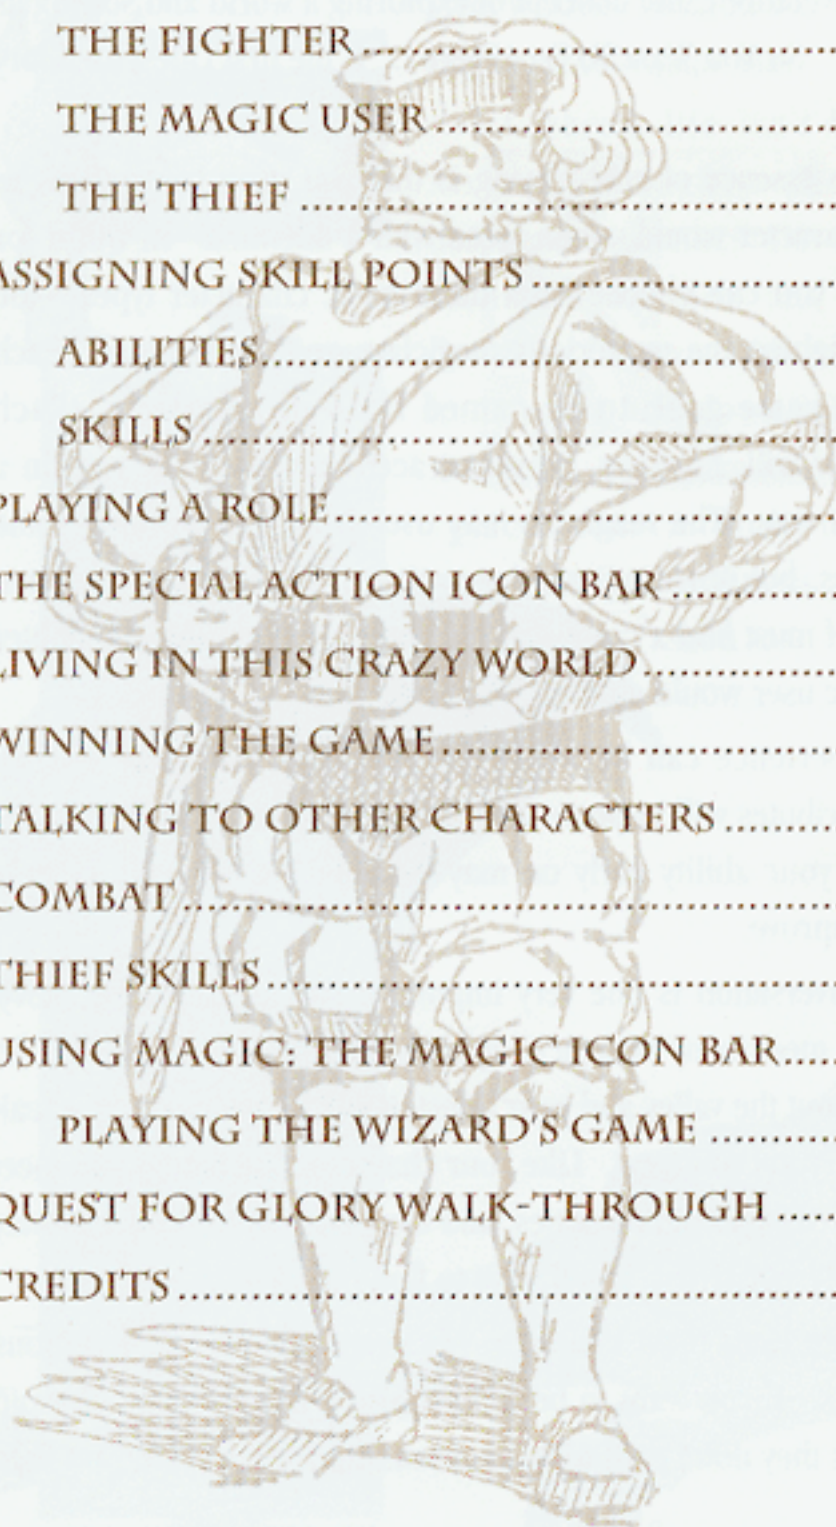 THE FIGHTER
THE MAGIC USER
THE THIEF
ASSIGNING SKILL POINTS
ABILITIES
SKILLS
PLAYING A ROLE
THE SPECIAL ACTION ICON BAR
LIVING IN THIS CRAZY WORLD
WINNING THE GAME
TALKING TO OTHER CHARACTERS
COMBAT
THIEF SKILLS
USING MAGIC: THE MAGIC ICON BAR
PLAYING THE WIZARD'S GAME
QUEST FOR GLORY WALK-THROUGH
CREDITS